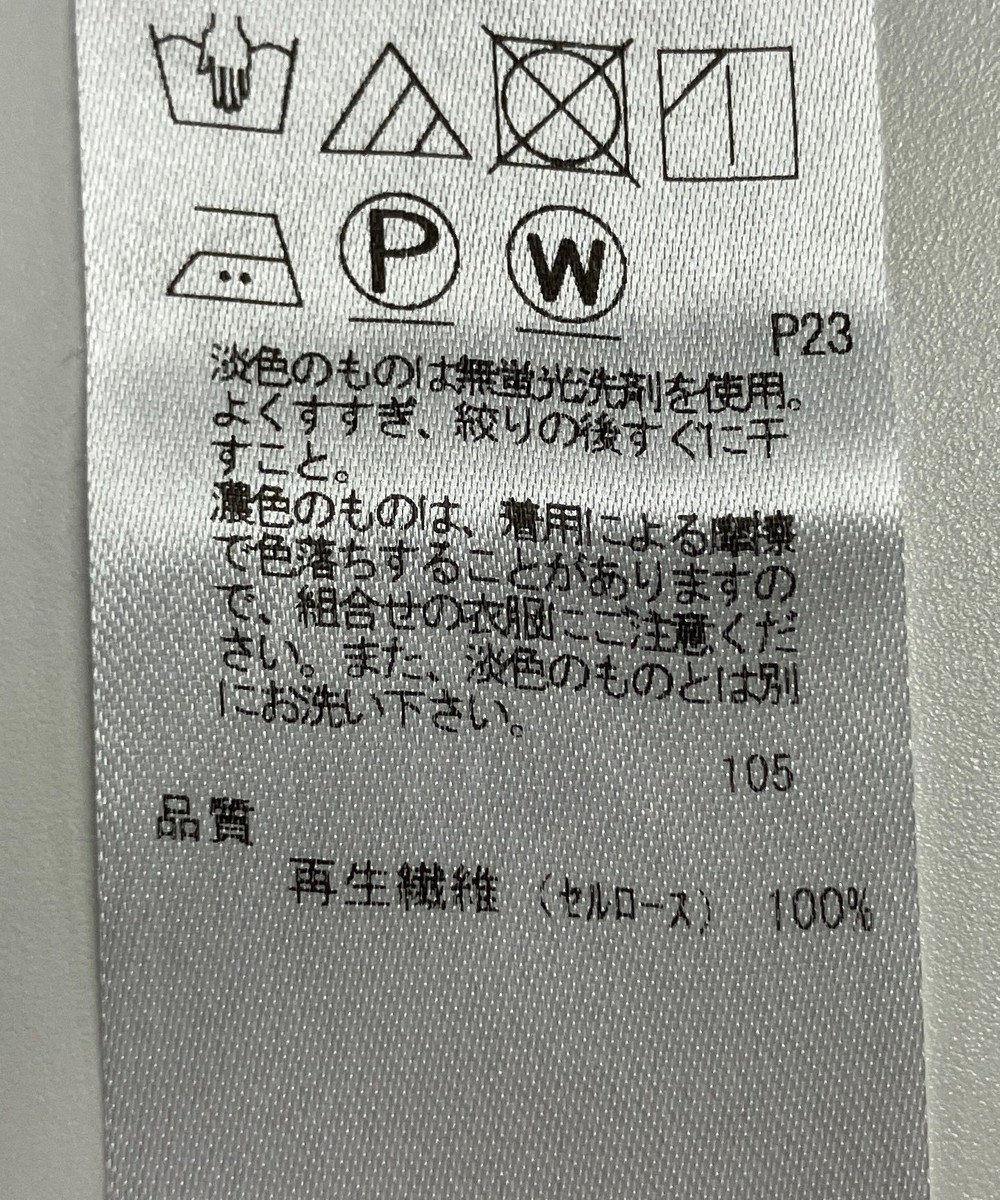 P W
P23
淡色のものは無蛍光洗剤を使用。
よくすすぎ、絞りの後すぐに干
すこと。
濃色のものは、着用による摩擦
で色落ちすることがありますの
で、組合せの衣服にご注意くだ
さい。また、淡色のものとは別
にお洗い下さい。
105
品質
再生繊維 (セルロース) 100%